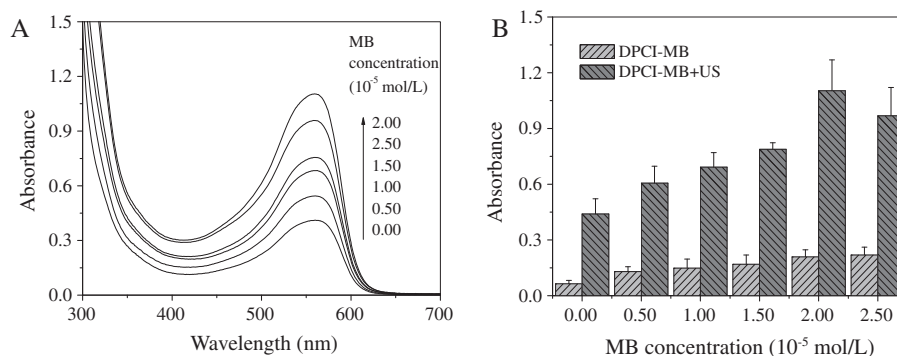 A
1.5
1.2
0.9
0.6
0.3
0.0
Absorbance
300
400
500
600
700
Wavelength (nm)
MB
concentration
(10⁻⁵ mol/L)
2.00
2.50
1.50
1.00
0.50
0.00
B
1.5
1.2
0.9
0.6
0.3
0.0
Absorbance
DPCI-MB
DPCI-MB+US
0.00
0.50
1.00
1.50
2.00
2.50
MB concentration (10⁻⁵ mol/L)